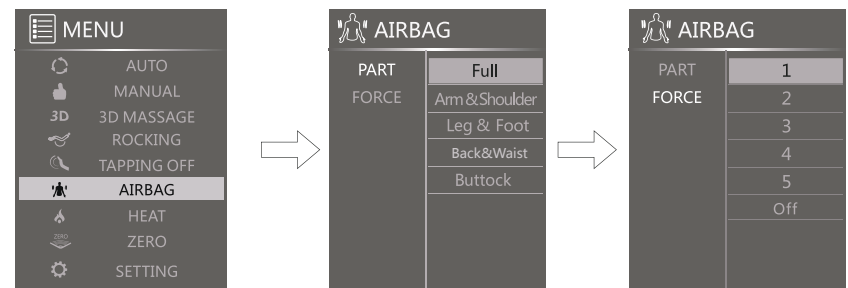 MENU
AUTO
MANUAL
3D 3D MASSAGE
ROCKING
TAPPING OFF
AIRBAG
HEAT
ZERO ZERO
SETTING
AIRBAG
PART Full
FORCE Arm &Shoulder
Leg & Foot
Back&Waist
Buttock
AIRBAG
PART 1
FORCE 2
3
4
5
Off